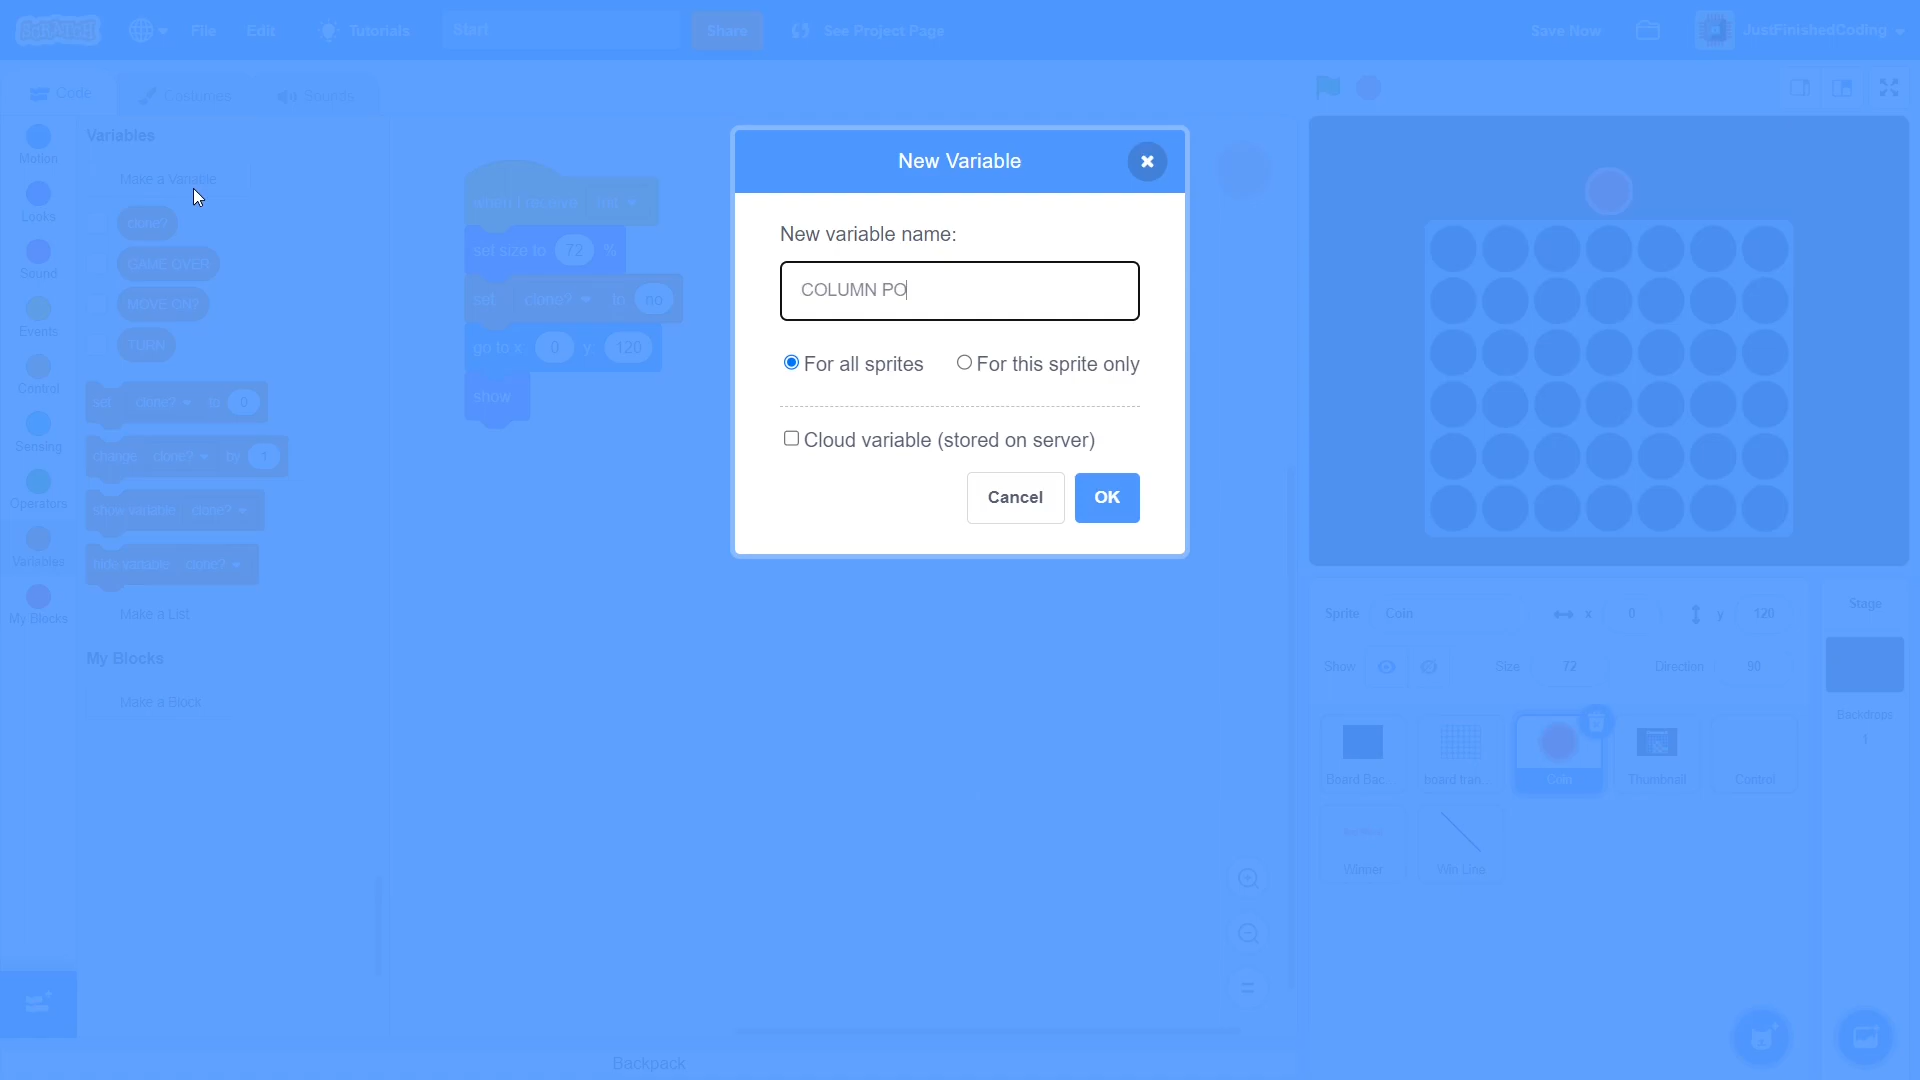 SCRATCH
File
Edit
Tutorials
Start
Share
See Project Page
Save Now
JustFinishedCoding
Code
Costumes
Sounds
Motion
Looks
Sound
Events
Control
Sensing
Operators
Variables
My Blocks
Variables
Make a Variable
clone?
GAME OVER
MOVE ON?
TURN
set clone? to 0
change clone? by 1
show variable clone?
hide variable clone?
Make a List
My Blocks
Make a Block
when I receive Init
set size to 72 %
set clone? to no
go to x: 0 y: 120
show
New Variable
New variable name:
COLUMN PO
For all sprites
For this sprite only
Cloud variable (stored on server)
Cancel
OK
Backpack
Sprite Coin x 0 y 120
Show Size 72 Direction 90
Board Bac...
board tran...
Coin
Thumbnail
Control
Winner
Win Line
Stage
Backdrops
1